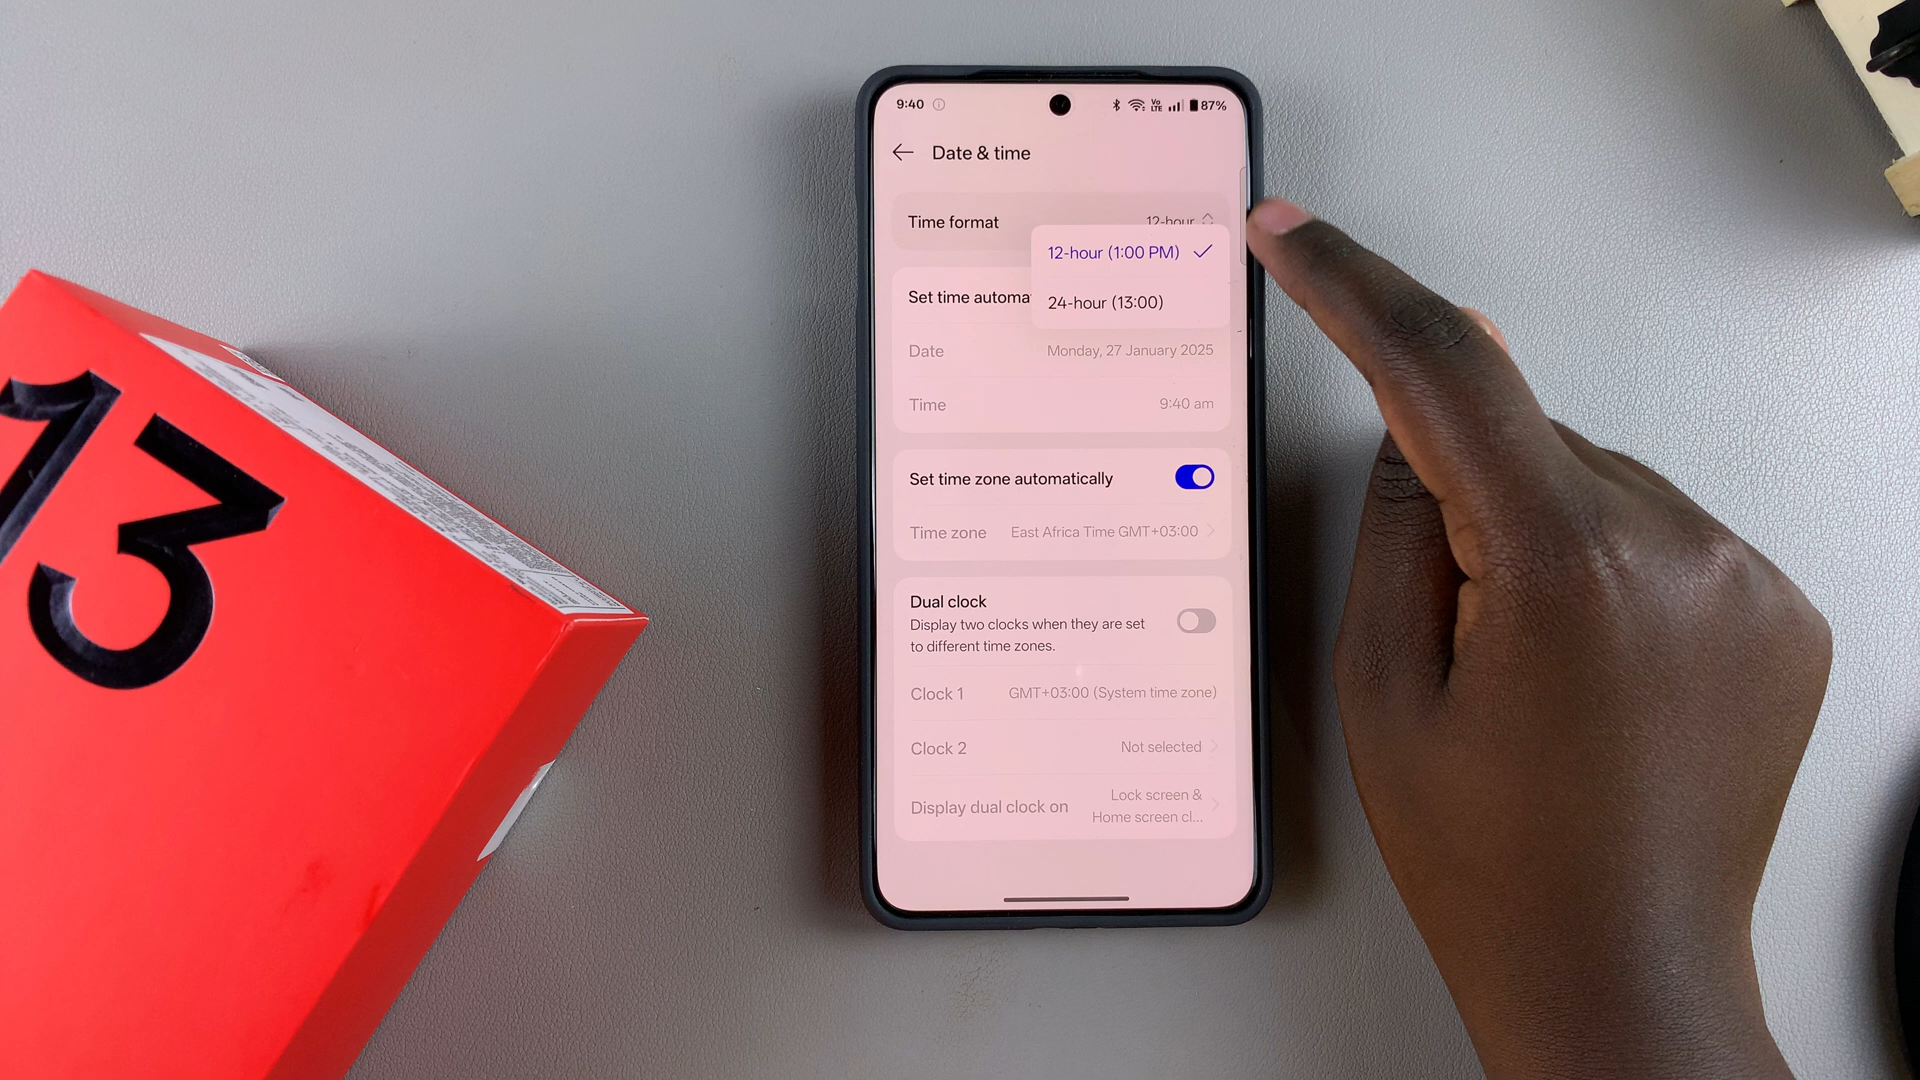 13
9:40
Vo
LTE
87%
Date & time
Time format 12-hour
12-hour (1:00 PM)
24-hour (13:00)
Set time automa
Date Monday, 27 January 2025
Time 9:40 am
Set time zone automatically
Time zone East Africa Time GMT+03:00
Dual clock
Display two clocks when they are set
to different time zones.
Clock 1 GMT+03:00 (System time zone)
Clock 2 Not selected
Display dual clock on Lock screen &
Home screen cl...